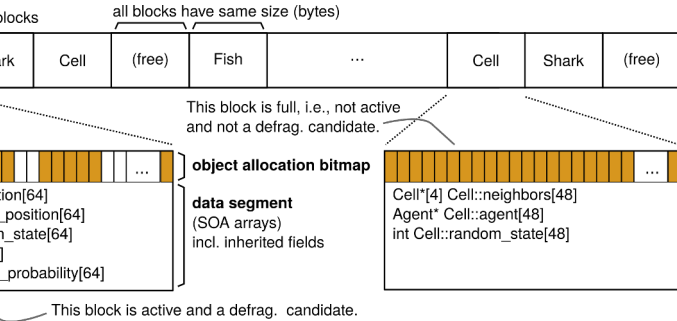 blocks
all blocks have same size (bytes)
Cell
(free)
Fish
...
Cell
Shark
(free)
This block is full, i.e., not active
and not a defrag. candidate.
...
object allocation bitmap
...
data segment
(SOA arrays)
incl. inherited fields
tion[64]
_position[64]
_state[64]
]
_probability[64]
Cell*[4] Cell::neighbors[48]
Agent* Cell::agent[48]
int Cell::random_state[48]
This block is active and a defrag. candidate.